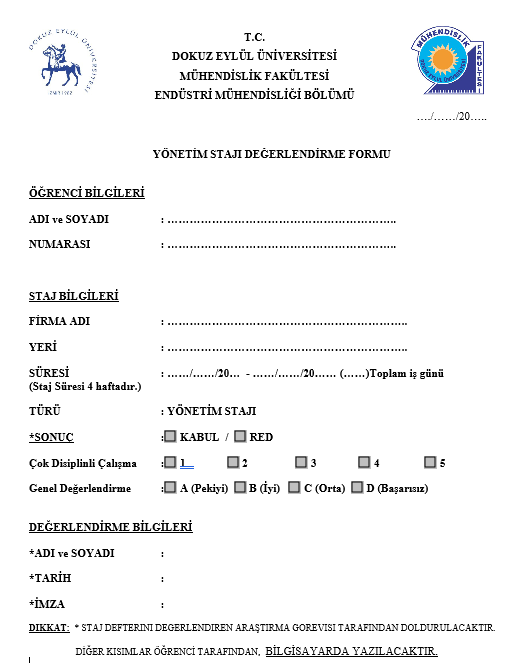 DOKUZ EYLÜL ÜNİVERSİTESİ
MÜHENDİSLİK FAKÜLTESİ
T.C.
DOKUZ EYLÜL ÜNİVERSİTESİ
MÜHENDİSLİK FAKÜLTESİ
ENDÜSTRİ MÜHENDİSLİĞİ BÖLÜMÜ
…./……/20…..
YÖNETİM STAJI DEĞERLENDİRME FORMU
ÖĞRENCİ BİLGİLERİ
ADI ve SOYADI : ……………………………………………………..
NUMARASI : ……………………………………………………..
STAJ BİLGİLERİ
FİRMA ADI : ………………………………………………………..
YERİ : ………………………………………………………..
SÜRESİ : ……/……/20… - ……/……/20…… (……)Toplam iş günü
(Staj Süresi 4 haftadır.)
TÜRÜ : YÖNETİM STAJI
*SONUÇ : KABUL / RED
Çok Disiplinli Çalışma : 1 2 3 4 5
Genel Değerlendirme : A (Pekiyi) B (İyi) C (Orta) D (Başarısız)
DEĞERLENDİRME BİLGİLERİ
*ADI ve SOYADI :
*TARİH :
*İMZA :
DIKKAT: * STAJ DEFTERINI DEGERLENDIREN ARAŞTIRMA GOREVISI TARAFINDAN DOLDURULACAKTIR.
DİĞER KISIMLAR ÖĞRENCİ TARAFINDAN, BİLGİSAYARDA YAZILACAKTIR.